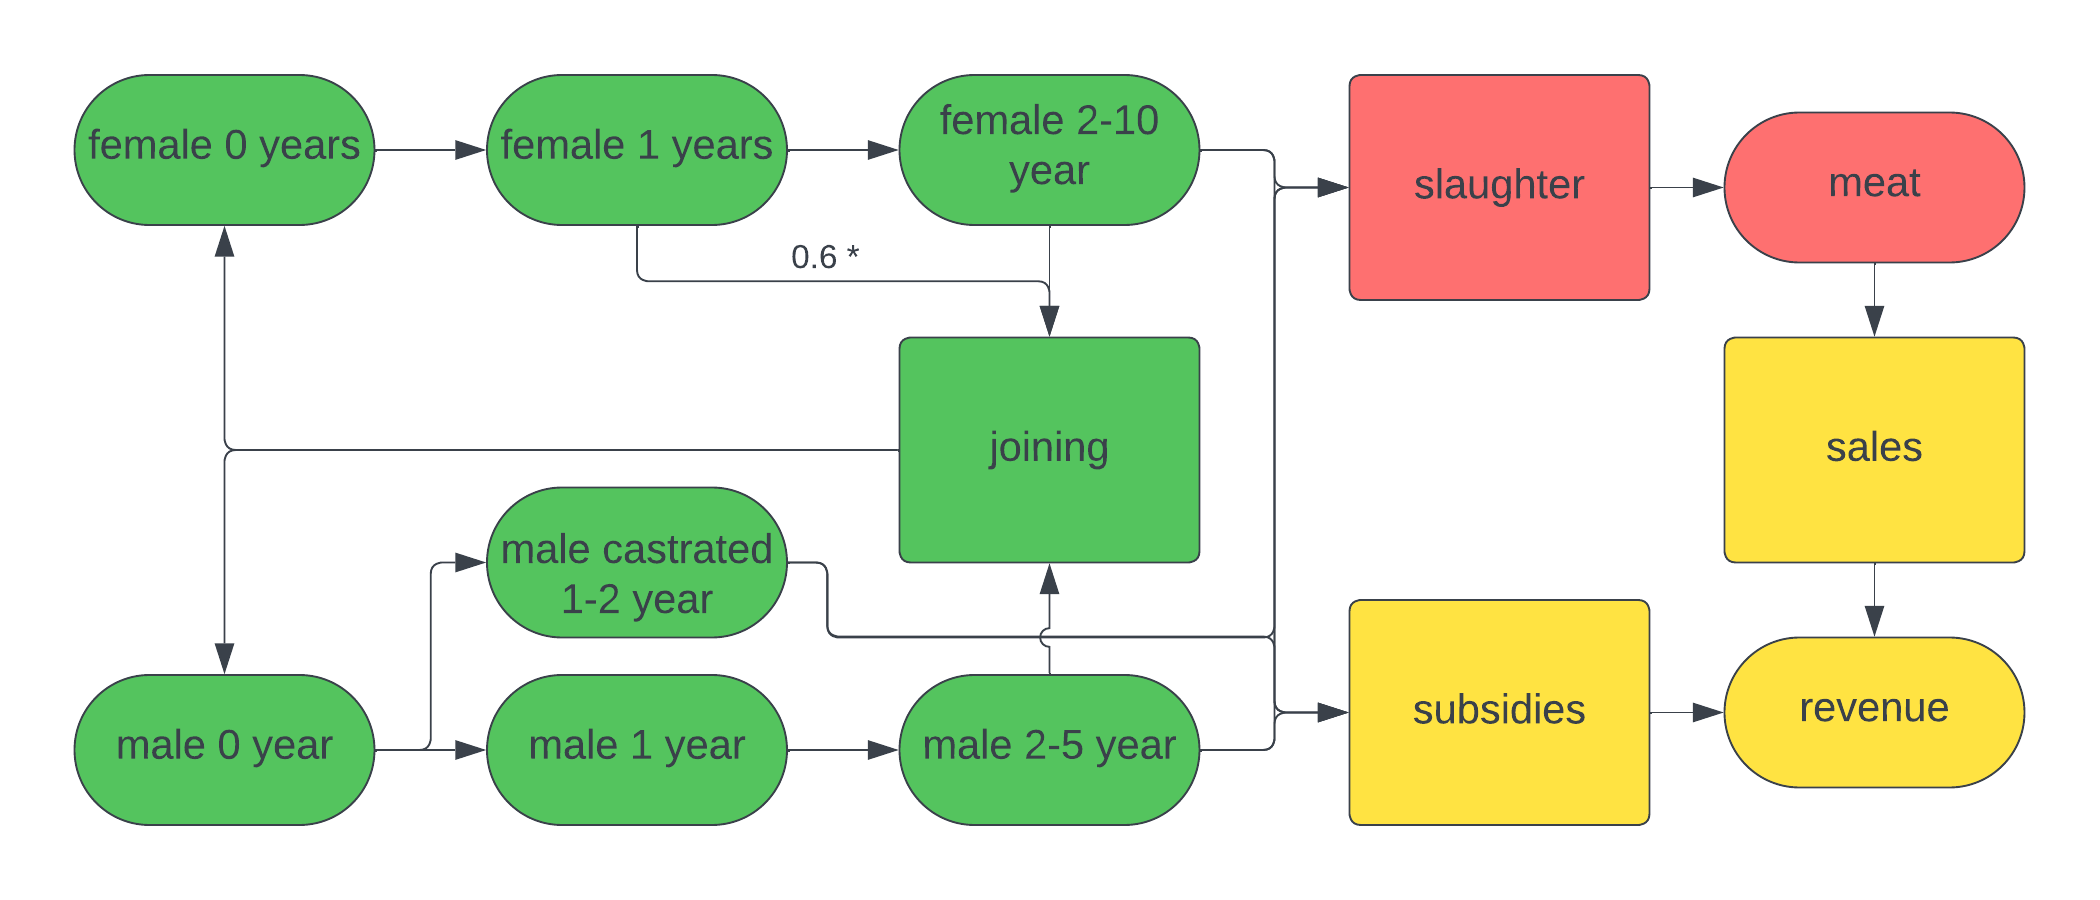 female 0 years
female 1 years
female 2-10
year
slaughter
meat
0.6 *
joining
sales
male castrated
1-2 year
subsidies
revenue
male 0 year
male 1 year
male 2-5 year